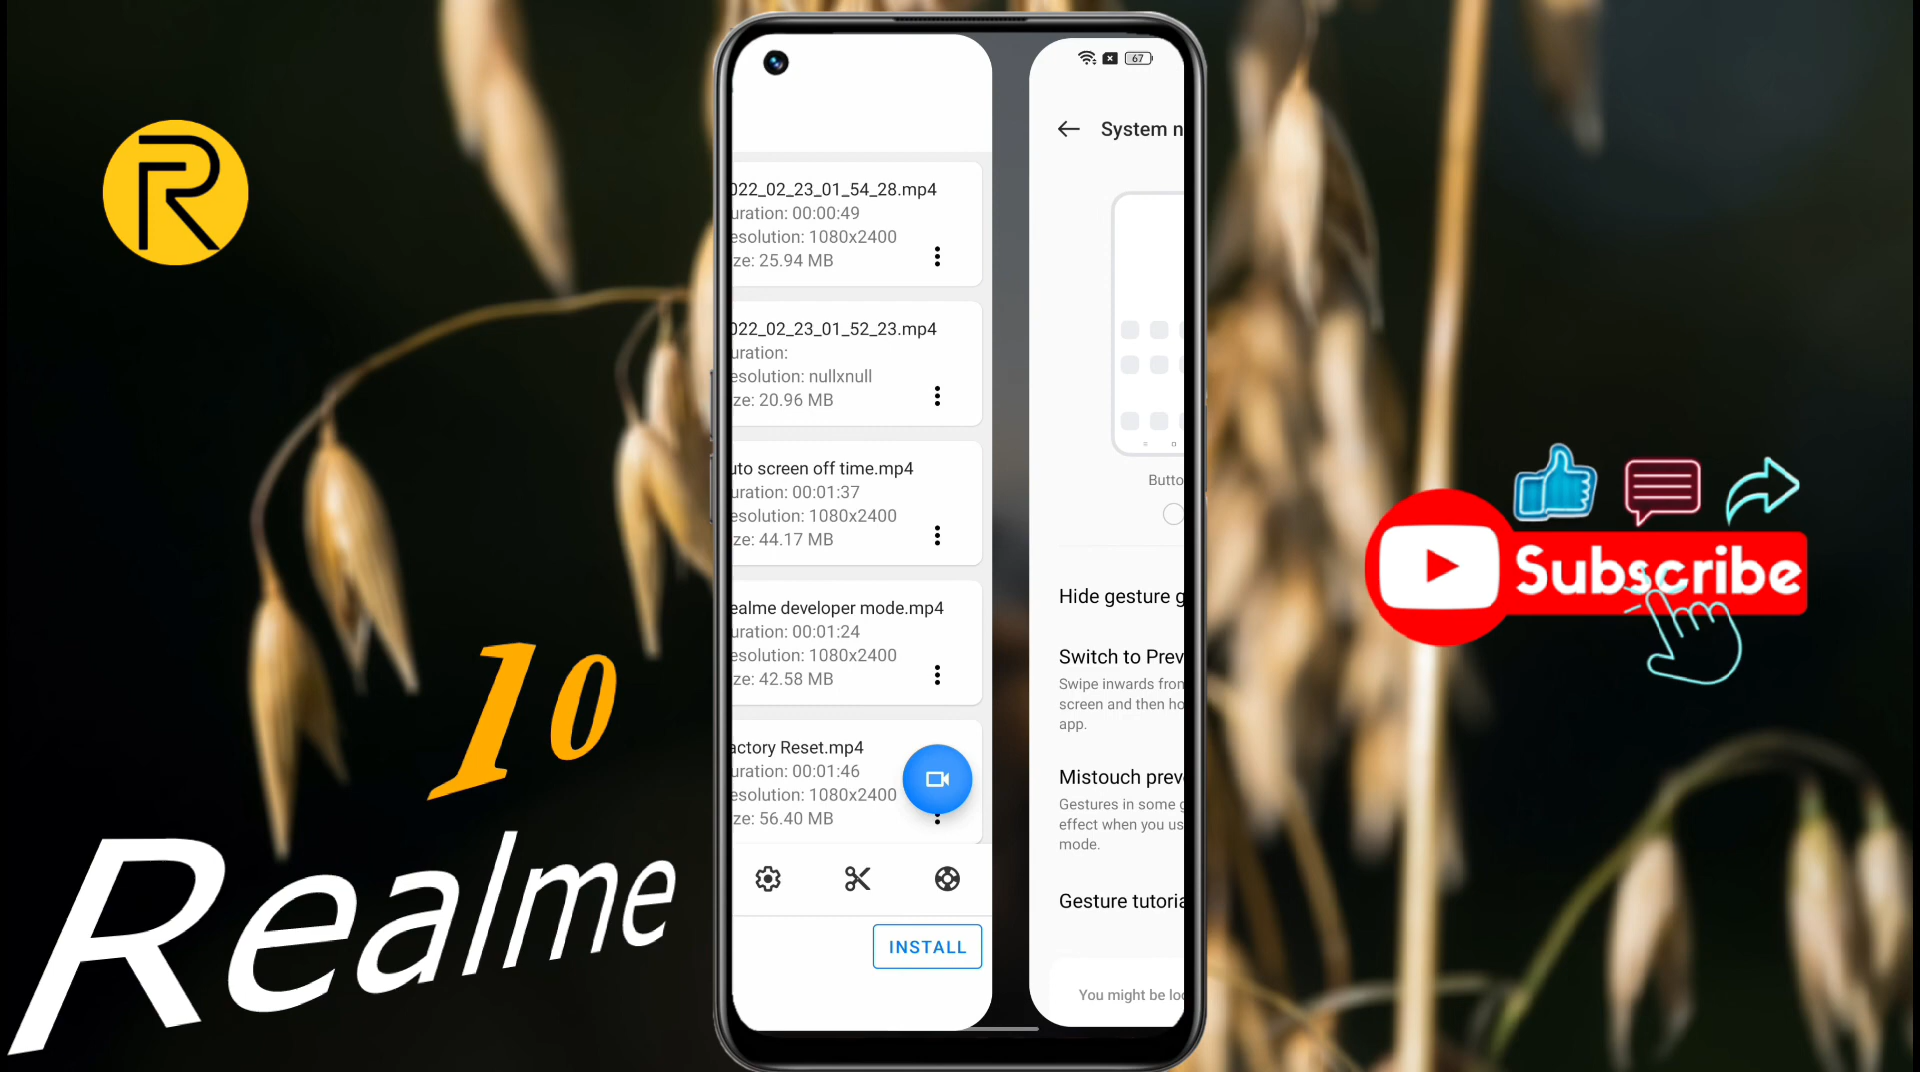 R
10
Realme
022_02_23_01_54_28.mp4
uration: 00:00:49
esolution: 1080x2400
ze: 25.94 MB
022_02_23_01_52_23.mp4
uration:
esolution: nullxnull
ze: 20.96 MB
uto screen off time.mp4
uration: 00:01:37
esolution: 1080x2400
ze: 44.17 MB
ealme developer mode.mp4
uration: 00:01:24
esolution: 1080x2400
ze: 42.58 MB
actory Reset.mp4
uration: 00:01:46
esolution: 1080x2400
ze: 56.40 MB
INSTALL
67
System n
Butto
Hide gesture g
Switch to Prev
Swipe inwards from
screen and then ho
app.
Mistouch preve
Gestures in some g
effect when you us
mode.
Gesture tutoria
You might be loo
Subscribe